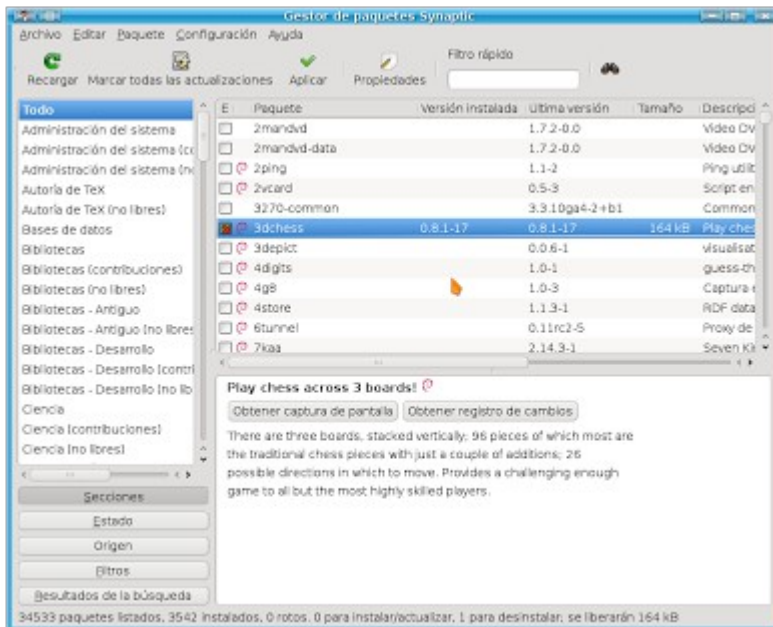 Gestor de paquetes Synaptic
Archivo Editar Paquete Configuración Ayuda
Recargar Marcar todas las actualizaciones Aplicar Propiedades Filtro rápido
Todo
Administración del sistema
Administración del sistema (co
Administración del sistema (no
Autoría de TeX
Autoría de TeX (no libres)
Bases de datos
Bibliotecas
Bibliotecas (contribuciones)
Bibliotecas (no libres)
Bibliotecas - Antiguo
Bibliotecas - Antiguo (no libres
Bibliotecas - Desarrollo
Bibliotecas - Desarrollo (contri
Bibliotecas - Desarrollo (no lib
Ciencia
Ciencia (contribuciones)
Ciencia (no libres)
Secciones
Estado
Origen
Filtros
Resultados de la búsqueda
E Paquete Versión instalada Última versión Tamaño Descripci
2mandvd 1.7.2-0.0 Video DV
2mandvd-data 1.7.2-0.0 Video DV
2ping 1.1-2 Ping utilit
2vcard 0.5-3 Script en
3270-common 3.3.10ga4-2+b1 Common
3dchess 0.8.1-17 0.8.1-17 164 kB Play ches
3depict 0.0.6-1 visualisat
4digits 1.0-1 guess-th
4g8 1.0-3 Captura
4store 1.1.3-1 RDF data
6tunnel 0.11rc2-5 Proxy de
7kaa 2.14.3-1 Seven Ki
Play chess across 3 boards!
Obtener captura de pantalla Obtener registro de cambios
There are three boards, stacked vertically; 96 pieces of which most are
the traditional chess pieces with just a couple of additions; 26
possible directions in which to move. Provides a challenging enough
game to all but the most highly skilled players.
34533 paquetes listados, 3542 instalados, 0 rotos. 0 para instalar/actualizar, 1 para desinstalar; se liberarán 164 kB